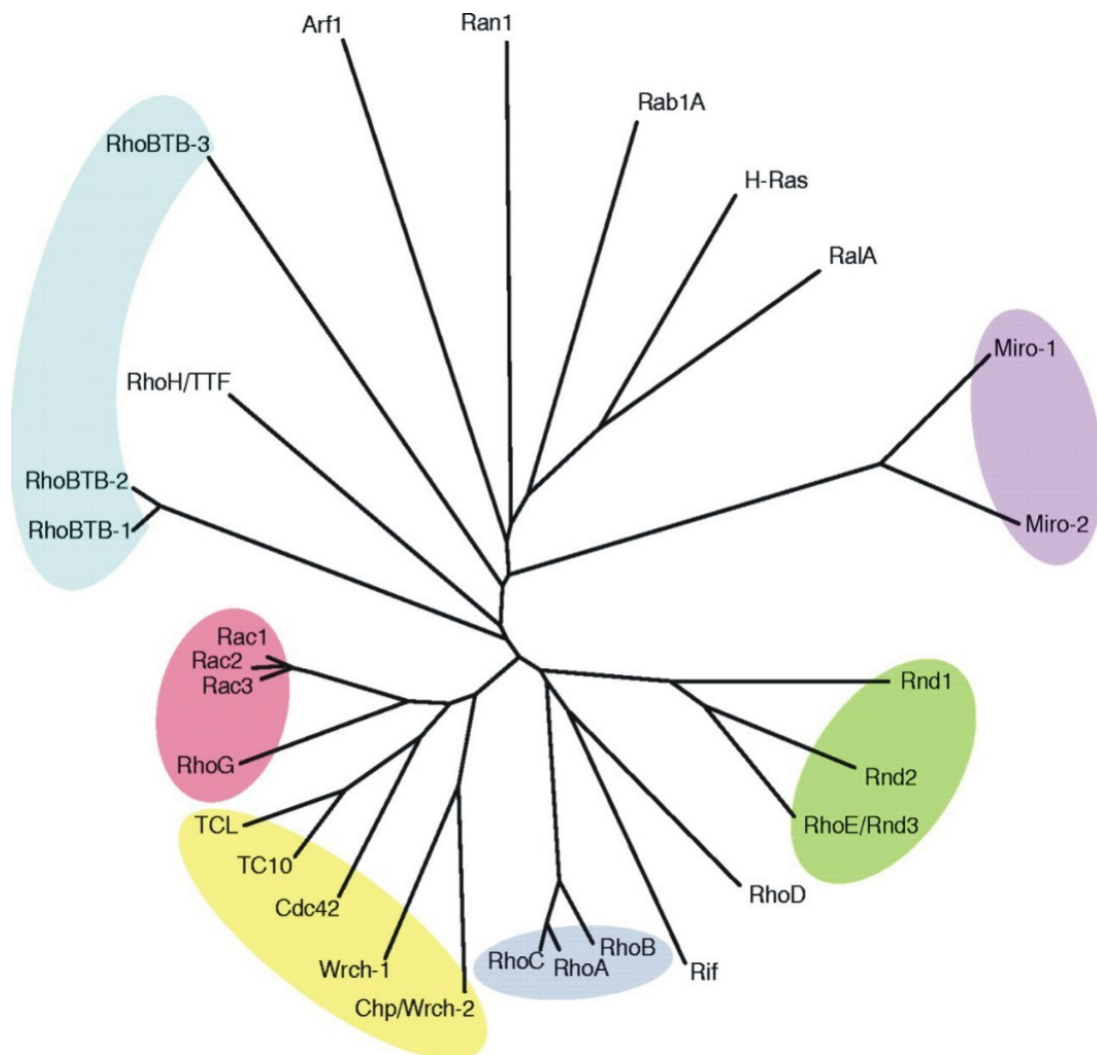 Arf1
Ran1
Rab1A
RhoBTB-3
H-Ras
RalA
Miro-1
RhoH/TTF
RhoBTB-2
RhoBTB-1
Miro-2
Rac1
Rac2
Rac3
Rnd1
RhoG
Rnd2
TCL
RhoE/Rnd3
TC10
RhoD
Cdc42
RhoB
RhoC
RhoA
Wrch-1
Rif
Chp/Wrch-2